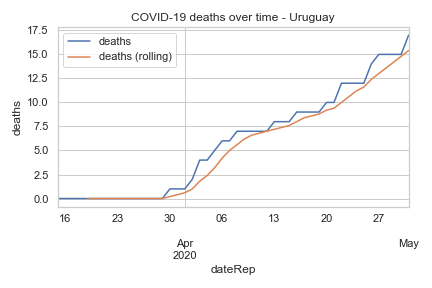 COVID-19 deaths over time - Uruguay
deaths
deaths (rolling)
17.5
15.0
12.5
10.0
7.5
5.0
2.5
0.0
deaths
16 23 30 06 13 20 27
Apr May
2020
dateRep